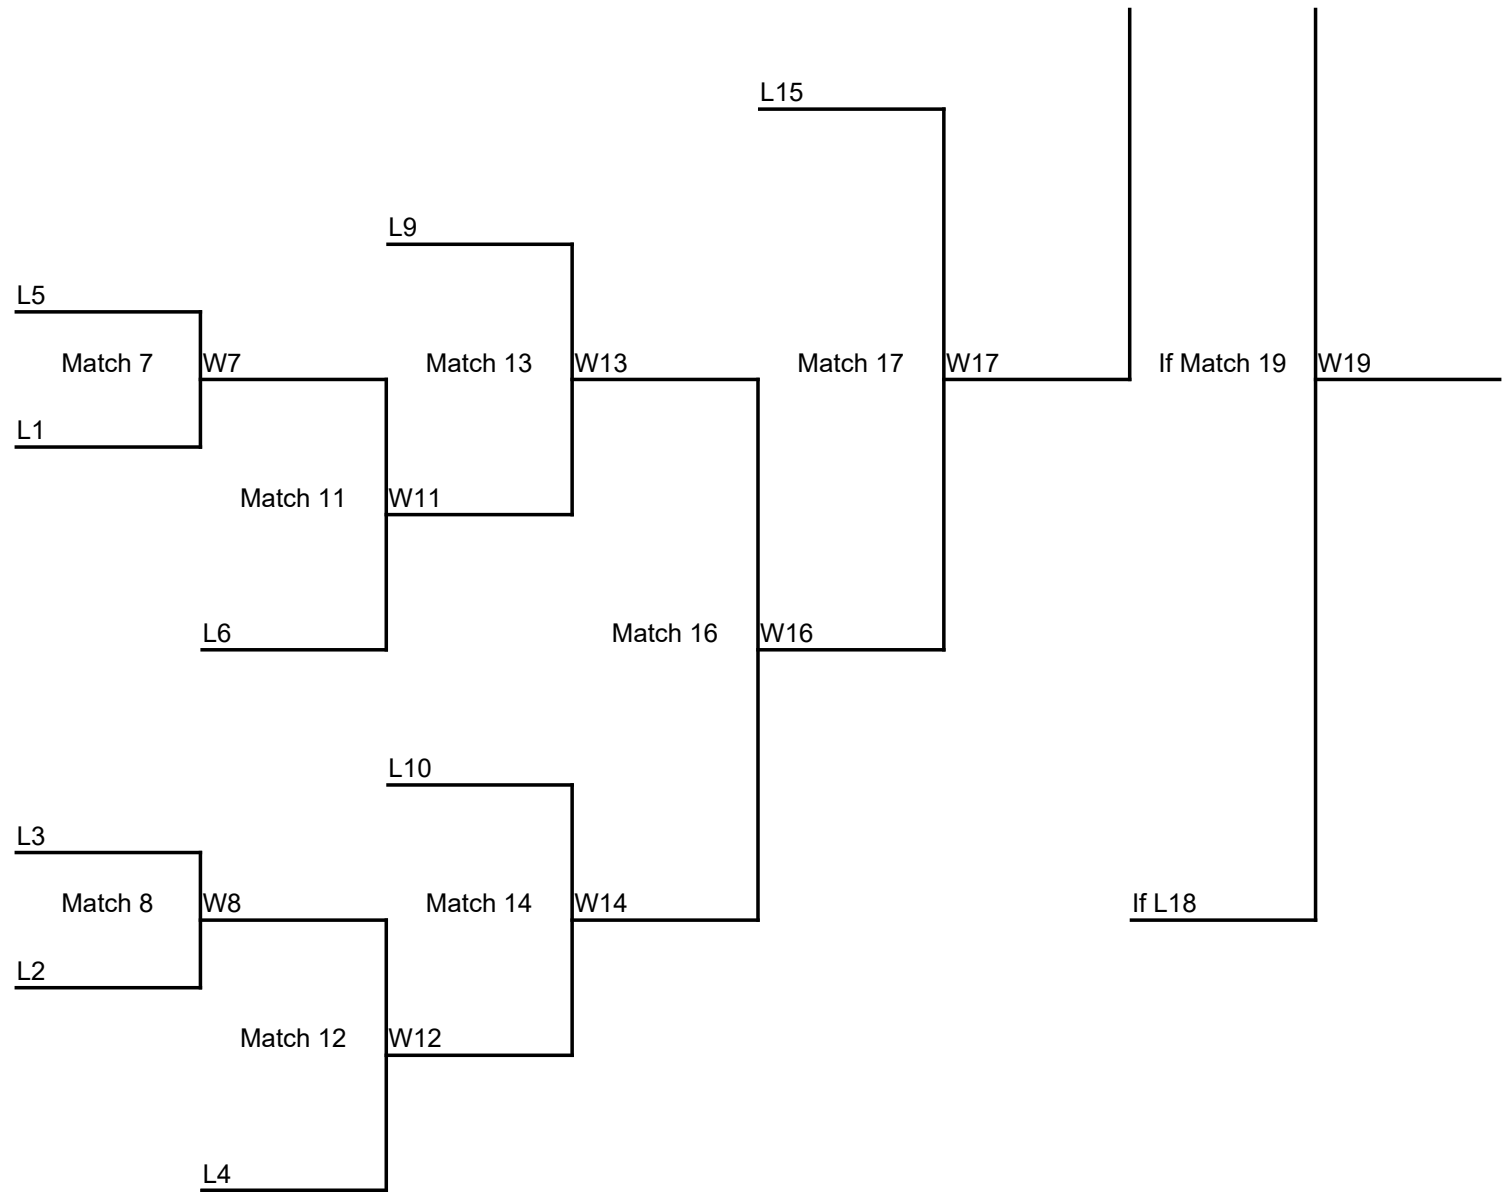 L15
L9
L5
Match 7
W7
Match 13
W13
Match 17
W17
If Match 19
W19
L1
Match 11
W11
L6
Match 16
W16
L10
L3
Match 8
W8
Match 14
W14
If L18
L2
Match 12
W12
L4